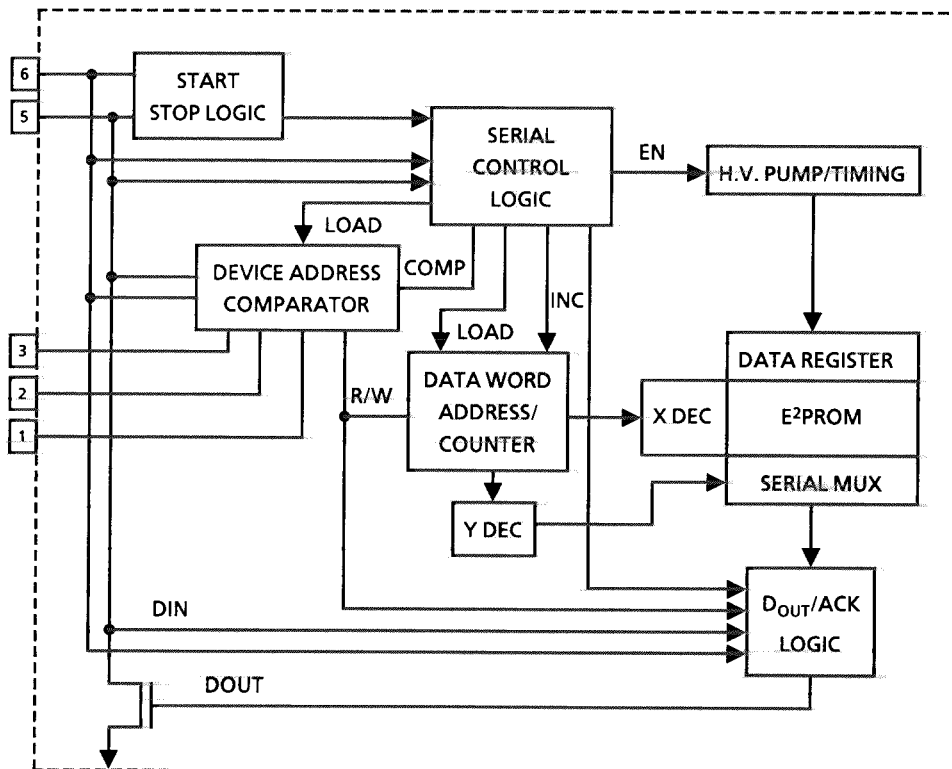 6
START
STOP LOGIC
5
SERIAL
CONTROL
LOGIC
EN
H.V. PUMP/TIMING
LOAD
DEVICE ADDRESS
COMPARATOR
COMP
INC
LOAD
3
DATA REGISTER
2
R/W
DATA WORD
ADDRESS/
COUNTER
X DEC
E²PROM
1
SERIAL MUX
Y DEC
DIN
DOUT/ACK
LOGIC
DOUT